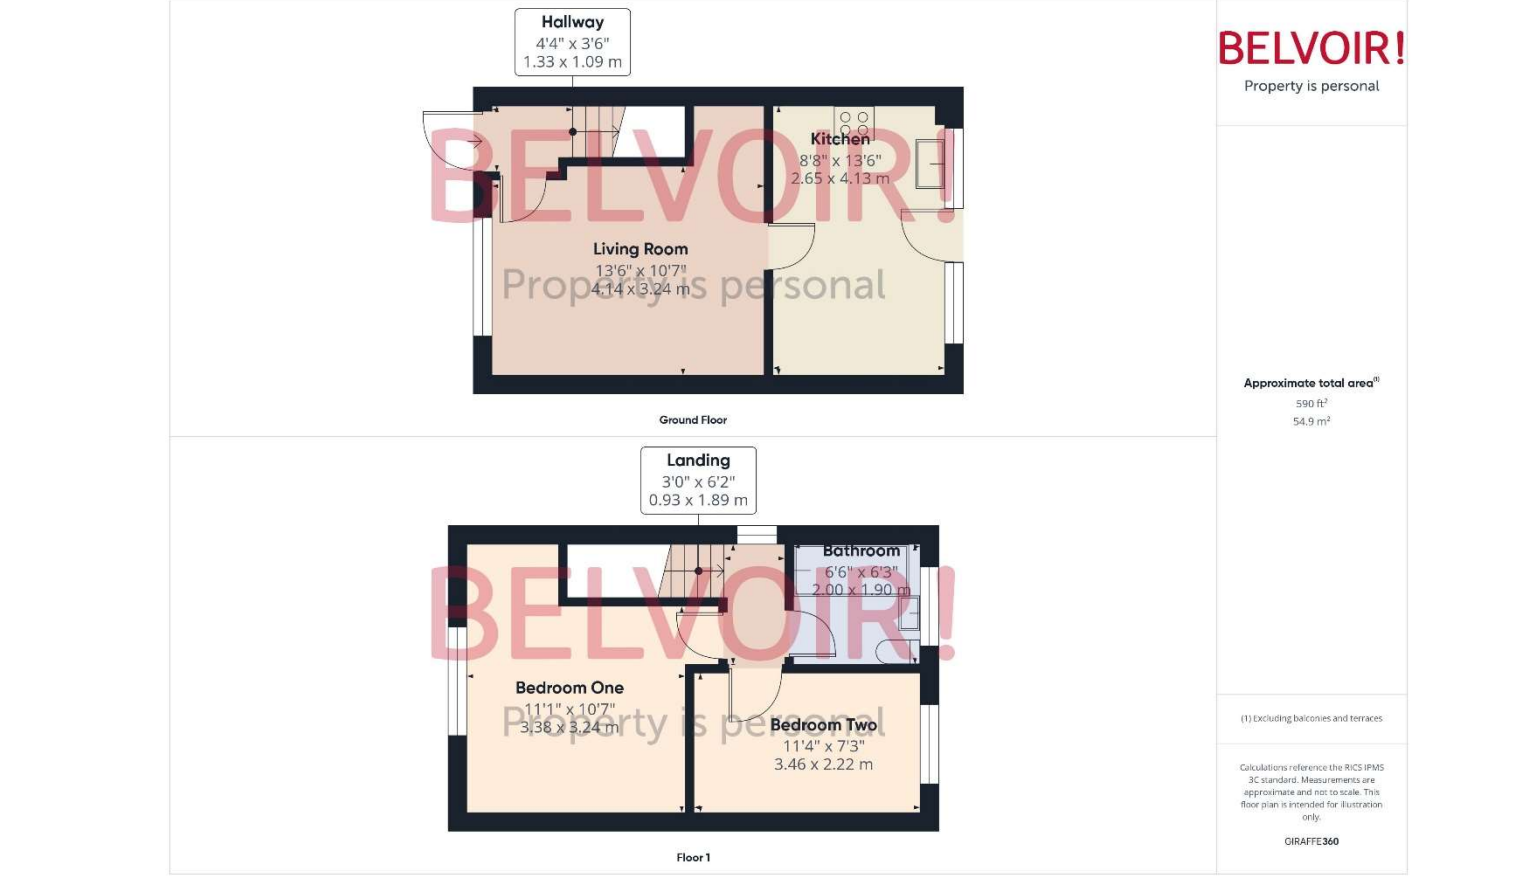 Hallway
4'4" x 3'6"
1.33 x 1.09 m
BELVOIR!
Property is personal
Kitchen
8'8" x 13'6"
2.65 x 4.13 m
BELVOIR!
Living Room
13'6" x 10'7"
4.14 x 3.24 m
Property is personal
Ground Floor
Approximate total area(1)
590 ft²
54.9 m²
Landing
3'0" x 6'2"
0.93 x 1.89 m
Bathroom
6'6" x 6'3"
2.00 x 1.90 m
BELVOIR!
Bedroom One
11'1" x 10'7"
3.38 x 3.24 m
Property is personal
Bedroom Two
11'4" x 7'3"
3.46 x 2.22 m
Floor 1
(1) Excluding balconies and terraces
Calculations reference the RICS IPMS
3C standard. Measurements are
approximate and not to scale. This
floor plan is intended for illustration
only.
GIRAFFE360